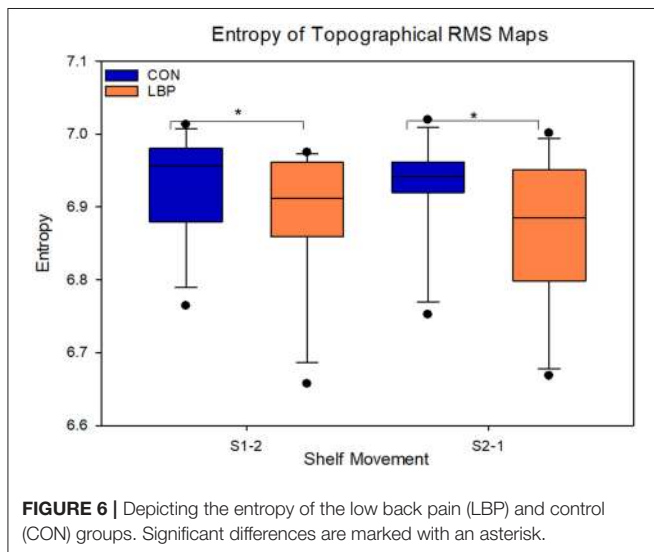 Entropy of Topographical RMS Maps
7.1
CON
LBP
*
*
7.0
6.9
Entropy
6.8
6.7
6.6
S1-2
S2-1
Shelf Movement
FIGURE 6 | Depicting the entropy of the low back pain (LBP) and control
(CON) groups. Significant differences are marked with an asterisk.